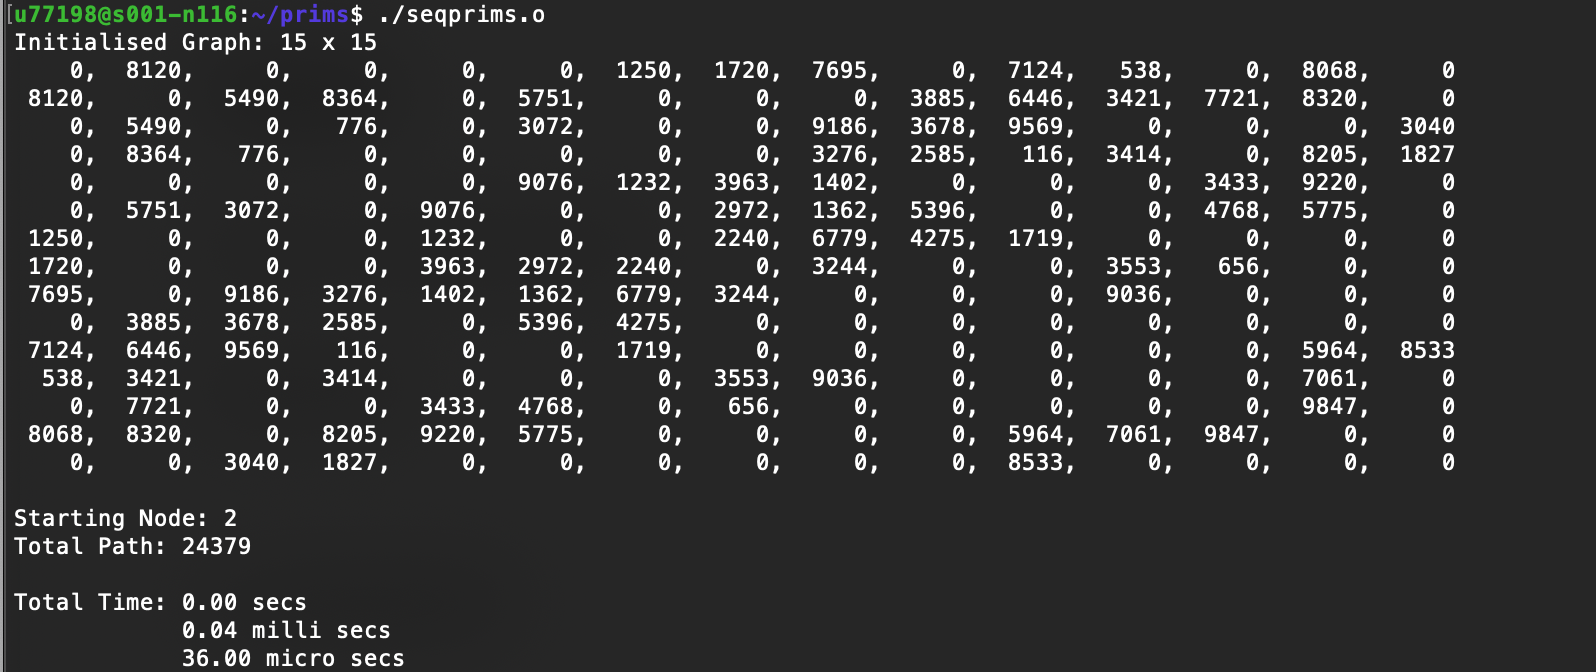 [u77198@s001-n116:~/prims$ ./seqprims.o
Initialised Graph: 15 x 15
0, 8120, 0, 0, 0, 0, 1250, 1720, 7695, 0, 7124, 538, 0, 8068, 0
8120, 0, 5490, 8364, 0, 5751, 0, 0, 0, 3885, 6446, 3421, 7721, 8320, 0
0, 5490, 0, 776, 0, 3072, 0, 0, 9186, 3678, 9569, 0, 0, 0, 3040
0, 8364, 776, 0, 0, 0, 0, 0, 3276, 2585, 116, 3414, 0, 8205, 1827
0, 0, 0, 0, 0, 9076, 1232, 3963, 1402, 0, 0, 0, 3433, 9220, 0
0, 5751, 3072, 0, 9076, 0, 0, 2972, 1362, 5396, 0, 0, 4768, 5775, 0
1250, 0, 0, 0, 1232, 0, 0, 2240, 6779, 4275, 1719, 0, 0, 0, 0
1720, 0, 0, 0, 3963, 2972, 2240, 0, 3244, 0, 0, 3553, 656, 0, 0
7695, 0, 9186, 3276, 1402, 1362, 6779, 3244, 0, 0, 0, 9036, 0, 0, 0
0, 3885, 3678, 2585, 0, 5396, 4275, 0, 0, 0, 0, 0, 0, 0, 0
7124, 6446, 9569, 116, 0, 0, 1719, 0, 0, 0, 0, 0, 0, 5964, 8533
538, 3421, 0, 3414, 0, 0, 0, 3553, 9036, 0, 0, 0, 0, 7061, 0
0, 7721, 0, 0, 3433, 4768, 0, 656, 0, 0, 0, 0, 0, 9847, 0
8068, 8320, 0, 8205, 9220, 5775, 0, 0, 0, 0, 5964, 7061, 9847, 0, 0
0, 0, 3040, 1827, 0, 0, 0, 0, 0, 0, 8533, 0, 0, 0, 0
Starting Node: 2
Total Path: 24379
Total Time: 0.00 secs
0.04 milli secs
36.00 micro secs